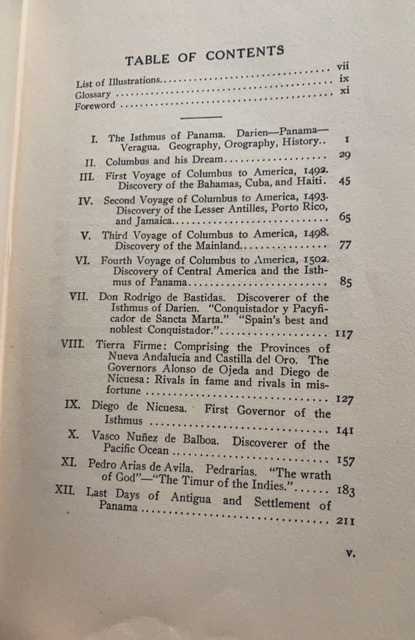 TABLE OF CONTENTS
List of Illustrations.................................... vii
Glossary ................................................ ix
Foreword ................................................ xi
I. The Isthmus of Panama. Darien—Panama—
Veragua. Geography, Orography, History.. 1
II. Columbus and his Dream.................... 29
III. First Voyage of Columbus to America, 1492.
Discovery of the Bahamas, Cuba, and Haiti. 45
IV. Second Voyage of Columbus to America, 1493.
Discovery of the Lesser Antilles, Porto Rico,
and Jamaica............................... 65
V. Third Voyage of Columbus to America, 1498.
Discovery of the Mainland................. 77
VI. Fourth Voyage of Columbus to America, 1502.
Discovery of Central America and the Isth-
mus of Panama............................. 85
VII. Don Rodrigo de Bastidas. Discoverer of the
Isthmus of Darien. "Conquistador y Pacyfi-
cador de Sancta Marta." "Spain's best and
noblest Conquistador.".................... 117
VIII. Tierra Firme: Comprising the Provinces of
Nueva Andalucia and Castilla del Oro. The
Governors Alonso de Ojeda and Diego de
Nicuesa: Rivals in fame and rivals in mis-
fortune .................................. 127
IX. Diego de Nicuesa. First Governor of the
Isthmus .................................. 141
X. Vasco Nuñez de Balboa. Discoverer of the
Pacific Ocean ............................ 157
XI. Pedro Arias de Avila. Pedrarias. "The wrath
of God"—"The Timur of the Indies."...... 183
XII. Last Days of Antigua and Settlement of
Panama ................................... 211
v.